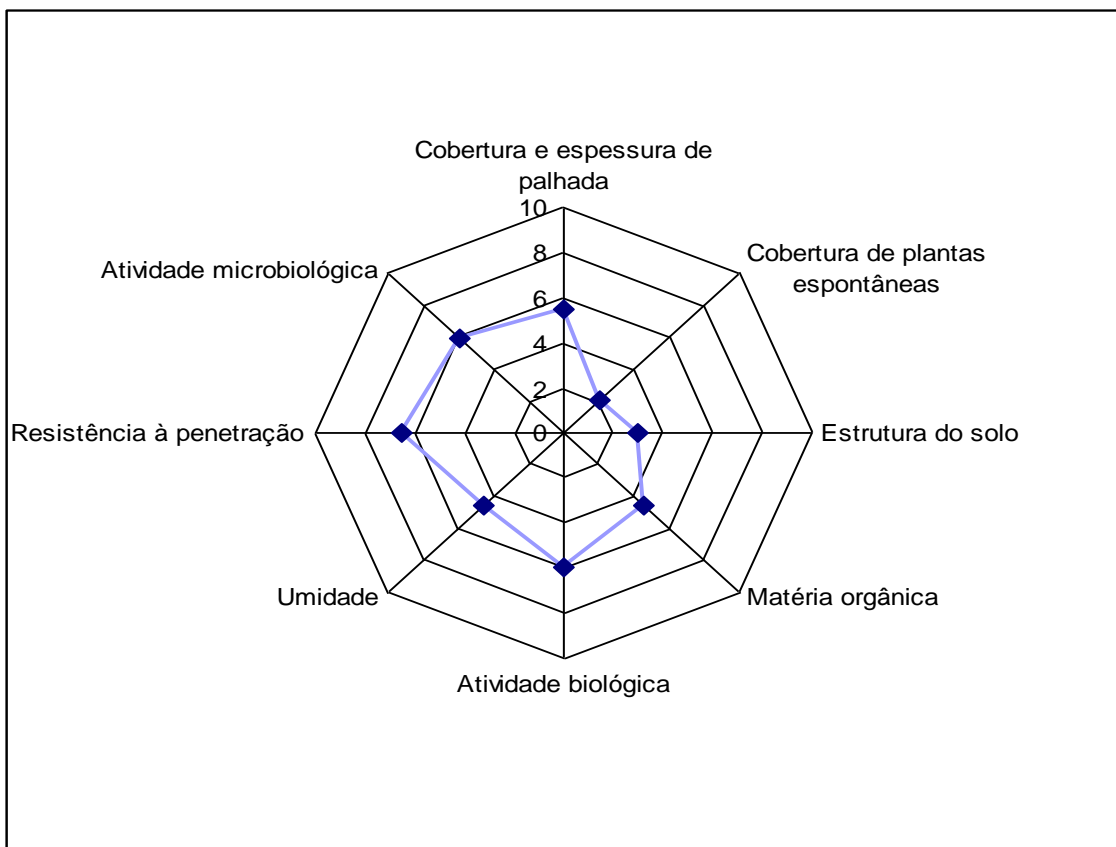 Cobertura e espessura de
palhada
10
Cobertura de plantas
espontâneas
Atividade microbiológica
8
6
4
2
0
Resistência à penetração
Estrutura do solo
Umidade
Matéria orgânica
Atividade biológica